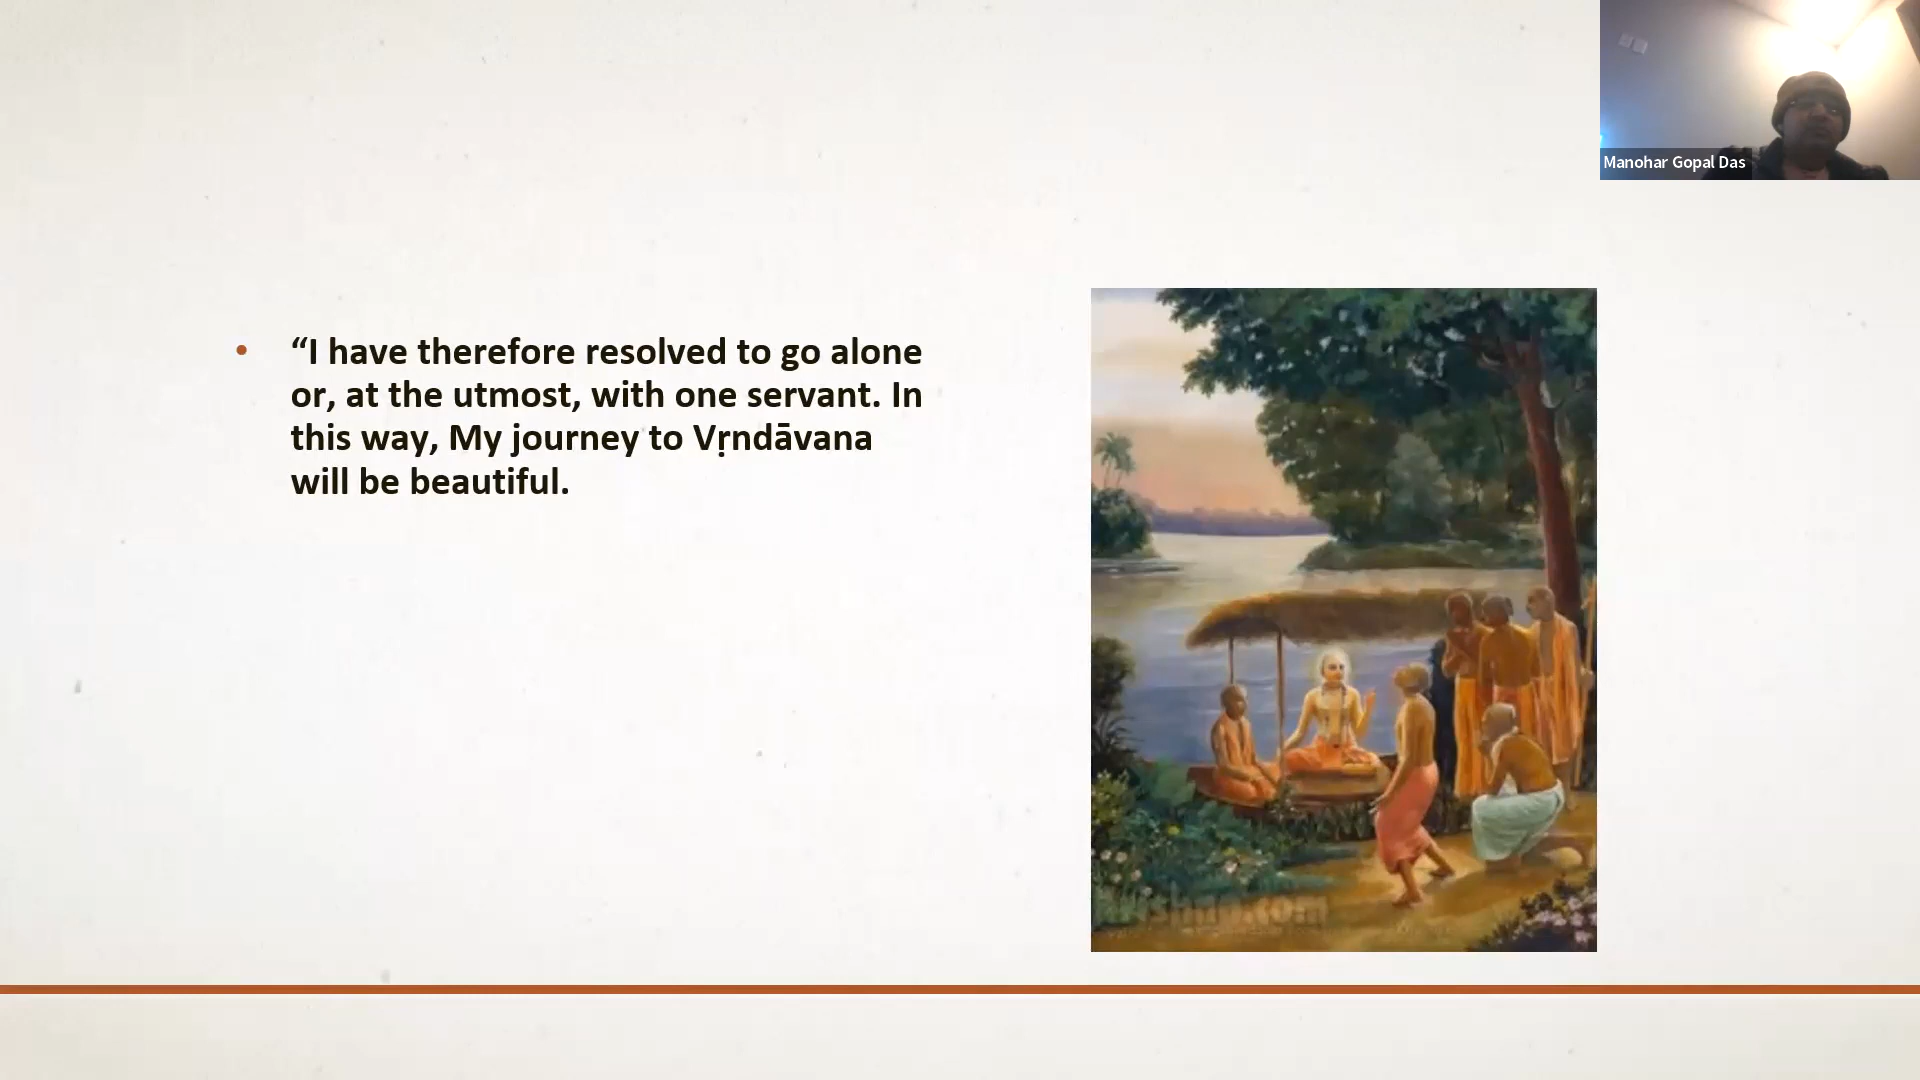 Manohar Gopal Das
• “I have therefore resolved to go alone
or, at the utmost, with one servant. In
this way, My journey to Vṛndāvana
will be beautiful.